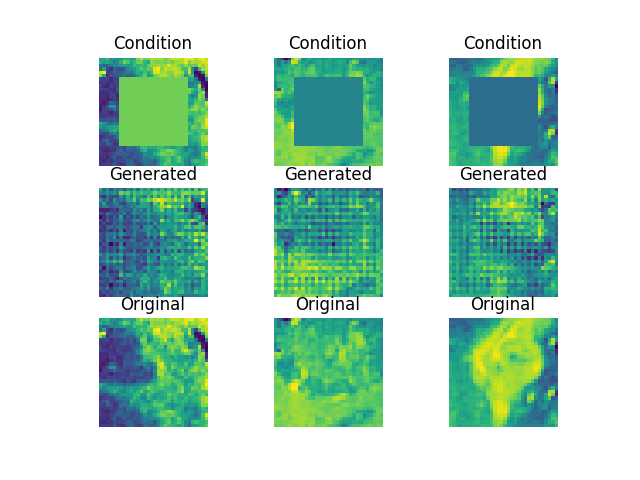 Condition Condition Condition
Generated Generated Generated
Original Original Original